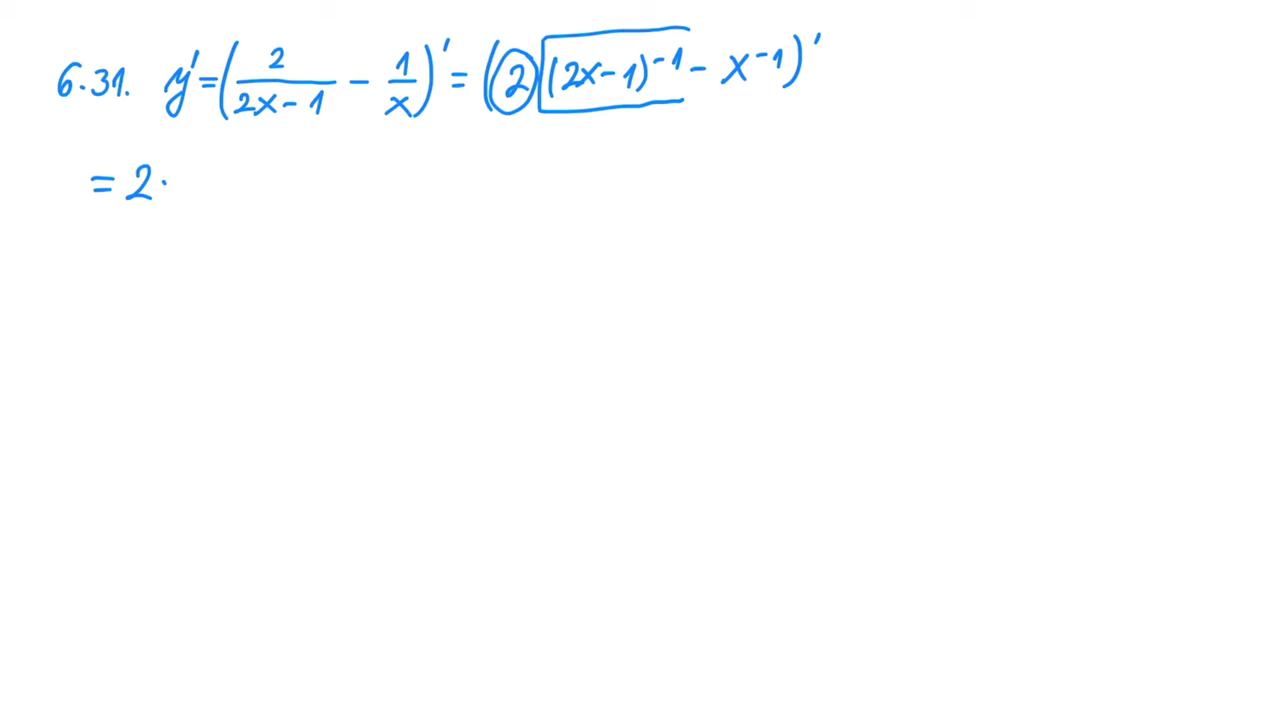 6.31. y' = (2/(2x-1) - 1/x)' = (2(2x-1)⁻¹ - x⁻¹)'
= 2·